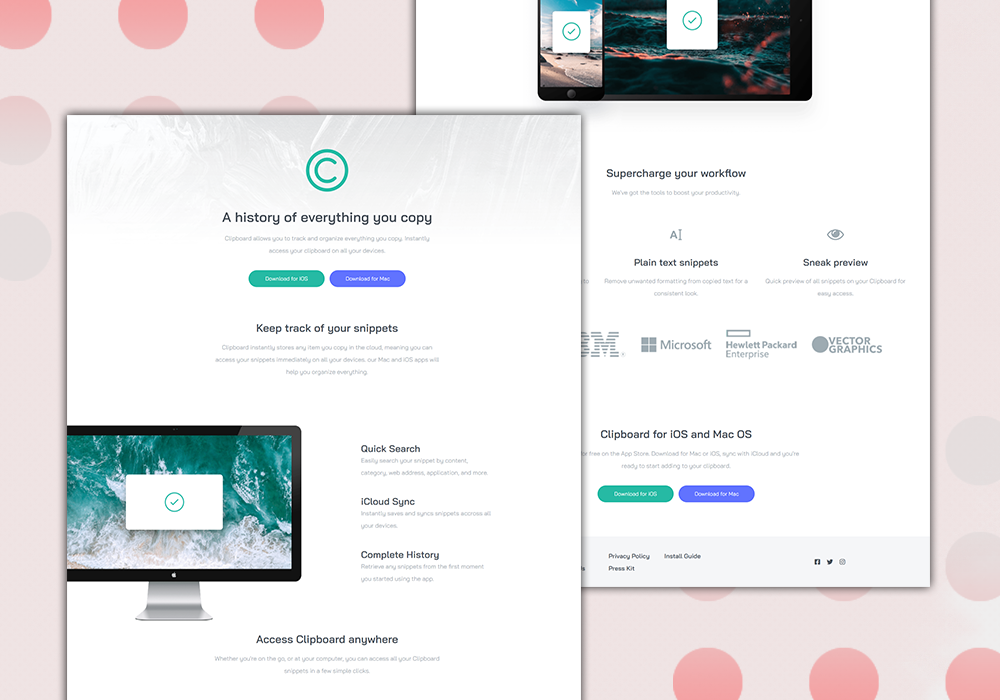 A history of everything you copy
Clipboard allows you to track and organize everything you copy. Instantly
access your clipboard on all your devices.
Download for iOS
Download for Mac
Keep track of your snippets
Clipboard instantly stores any item you copy in the cloud, meaning you can
access your snippets immediately on all your devices. our Mac and iOS apps will
help you organize everything.
Quick Search
Easily search your snippet by content,
category, web address, application, and more.
iCloud Sync
Instantly saves and syncs snippets accross all
your devices.
Complete History
Retrieve any snippets from the first moment
you started using the app.
Access Clipboard anywhere
Whether you're on the go, or at your computer, you can access all your Clipboard
snippets in a few simple clicks.
Supercharge your workflow
We've got the tools to boost your productivity.
to
Plain text snippets
Remove unwanted formatting from copied text for a
consistent look.
Sneak preview
Quick preview of all snippets on your Clipboard for
easy access.
IBM
Microsoft
Hewlett Packard
Enterprise
VECTOR
GRAPHICS
Clipboard for iOS and Mac OS
for free on the App Store. Download for Mac or iOS, sync with iCloud and you're
ready to start adding to your clipboard.
Download for iOS
Download for Mac
Privacy Policy
Install Guide
Press Kit